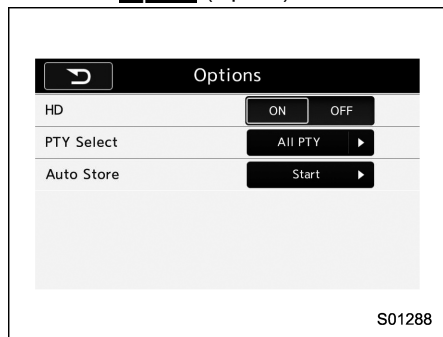 Options
HD ON OFF
PTY Select All PTY
Auto Store Start
S01288